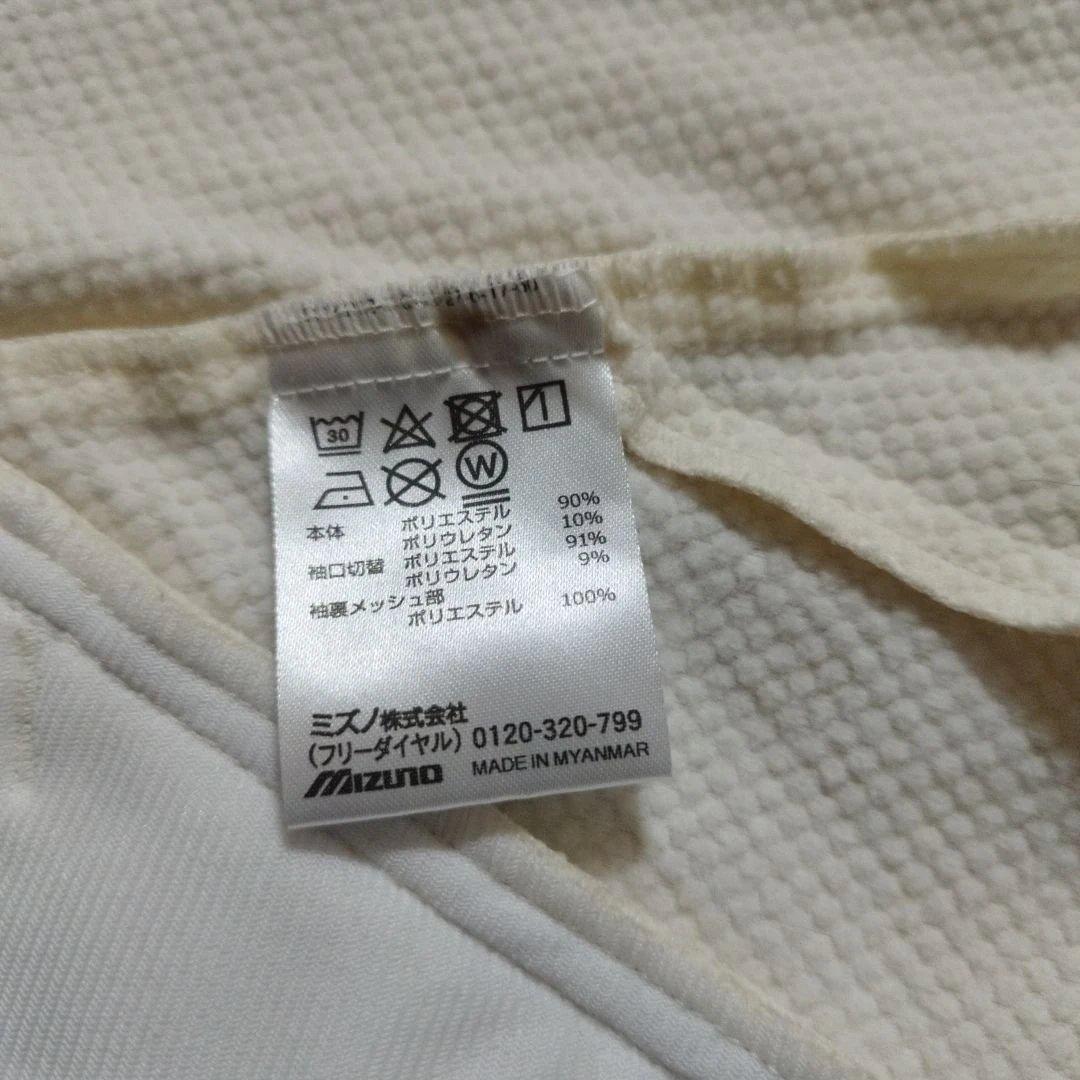 30
W
本体 ポリエステル 90%
ポリウレタン 10%
袖口切替 ポリエステル 91%
ポリウレタン 9%
袖裏メッシュ部
ポリエステル 100%
ミズノ株式会社
(フリーダイヤル) 0120-320-799
MIZUNO MADE IN MYANMAR